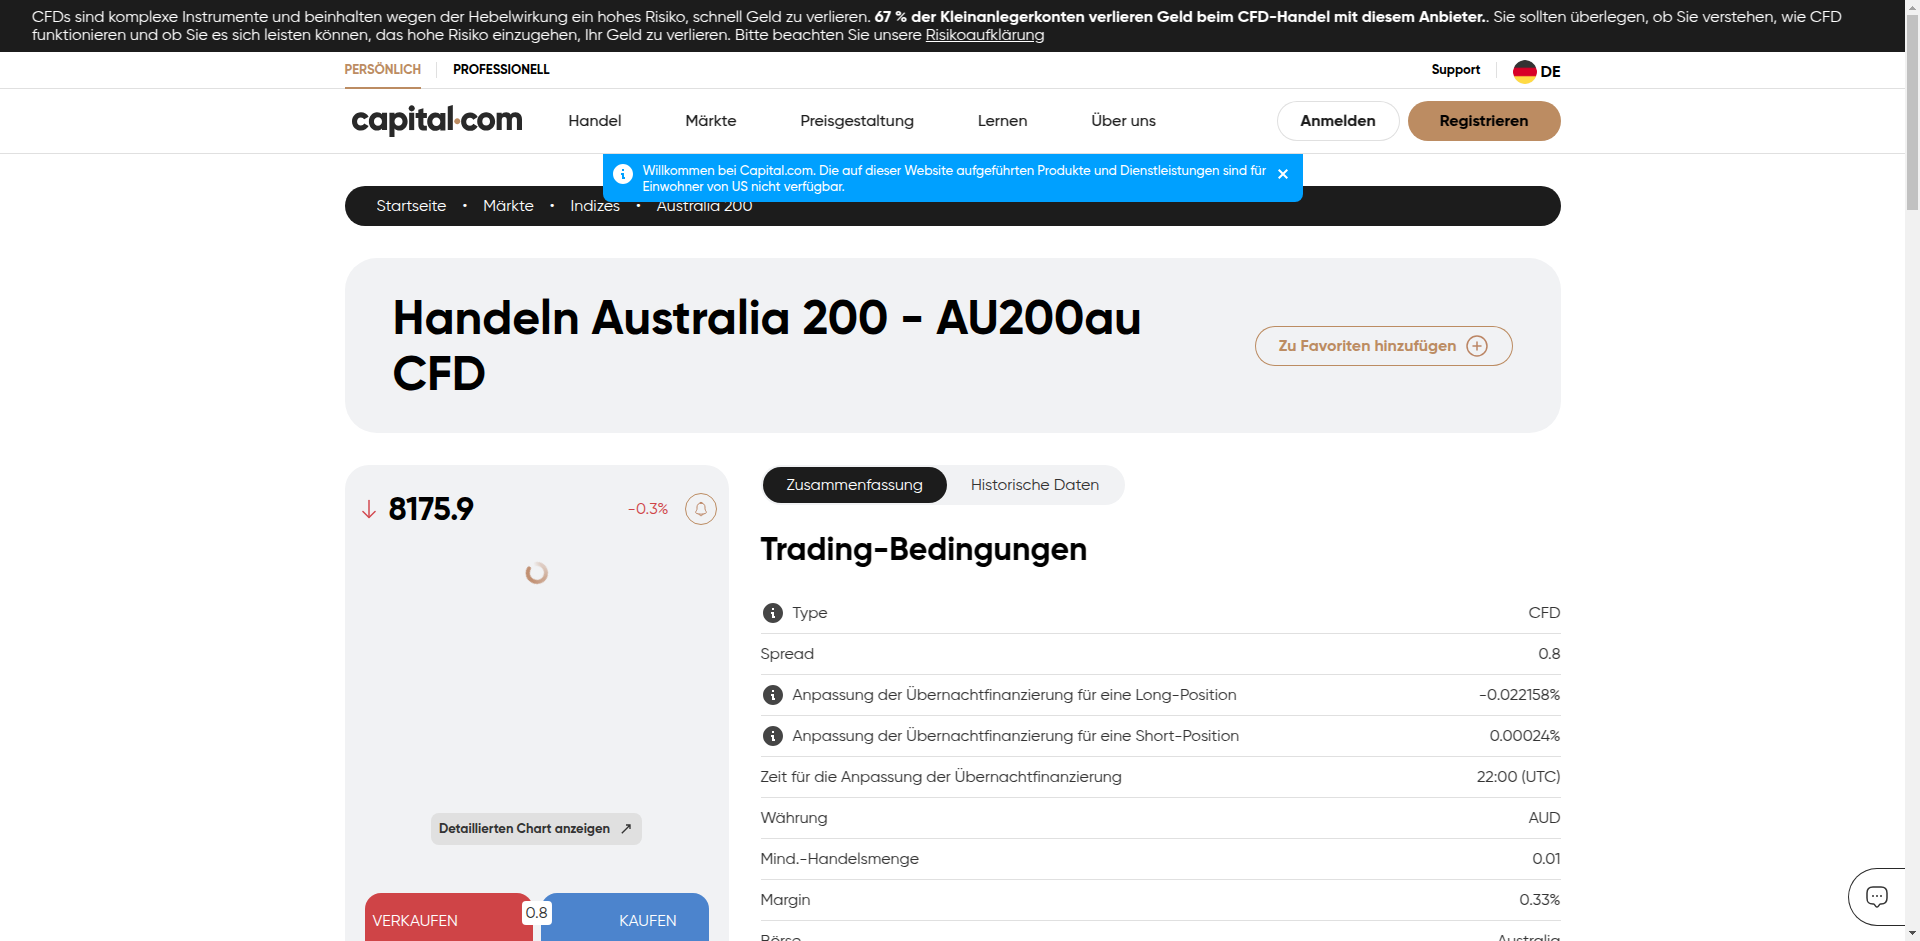 CFDs sind komplexe Instrumente und beinhalten wegen der Hebelwirkung ein hohes Risiko, schnell Geld zu verlieren. 67 % der Kleinanlegerkonten verlieren Geld beim CFD-Handel mit diesem Anbieter.. Sie sollten überlegen, ob Sie verstehen, wie CFD
funktionieren und ob Sie es sich leisten können, das hohe Risiko einzugehen, Ihr Geld zu verlieren. Bitte beachten Sie unsere Risikoaufklärung
PERSÖNLICH
PROFESSIONELL
Support
DE
capital.com
Handel
Märkte
Preisgestaltung
Lernen
Über uns
Anmelden
Registrieren
Willkommen bei Capital.com. Die auf dieser Website aufgeführten Produkte und Dienstleistungen sind für
Einwohner von US nicht verfügbar.
Startseite • Märkte • Indizes • Australia 200
Handeln Australia 200 - AU200au
CFD
Zu Favoriten hinzufügen
8175.9
-0.3%
Detaillierten Chart anzeigen
VERKAUFEN
0.8
KAUFEN
Zusammenfassung
Historische Daten
Trading-Bedingungen
Type CFD
Spread 0.8
Anpassung der Übernachtfinanzierung für eine Long-Position -0.022158%
Anpassung der Übernachtfinanzierung für eine Short-Position 0.00024%
Zeit für die Anpassung der Übernachtfinanzierung 22:00 (UTC)
Währung AUD
Mind.-Handelsmenge 0.01
Margin 0.33%
Börse Australia